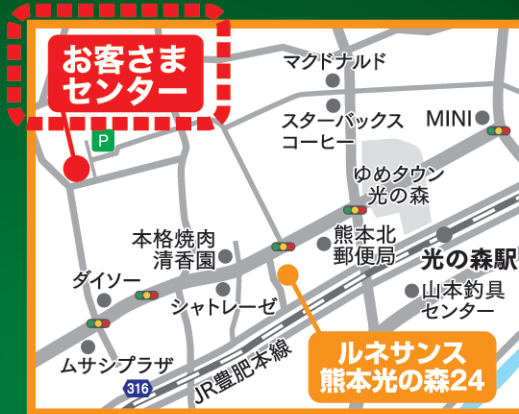 お客さま
センター
P
マクドナルド
スターバックス
コーヒー
MINI
ゆめタウン
光の森
本格焼肉
清香園
熊本北
郵便局
光の森駅
ダイソー
シャトレーゼ
山本釣具
センター
ムサシプラザ
316
JR豊肥本線
ルネサンス
熊本光の森24